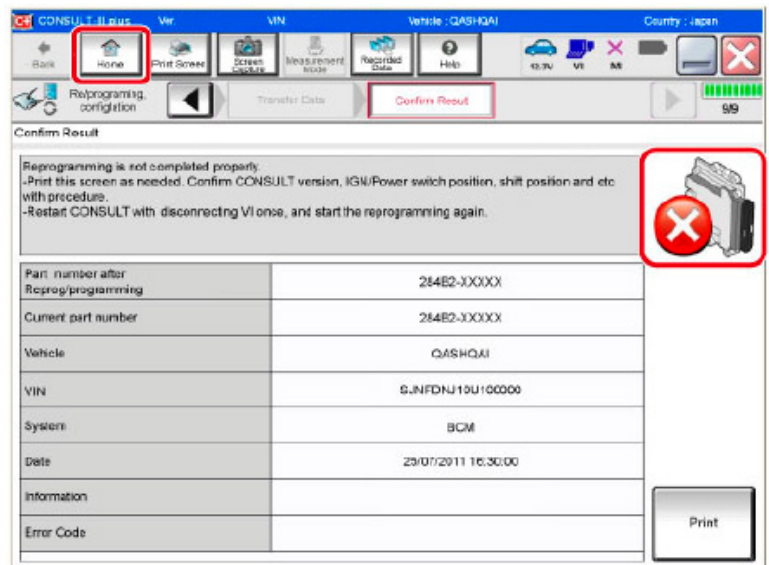 CONSULT-III plus Ver. VIN: Vehicle : QASHQAI Country : Japan
Back Home Print Screen Screen Capture Measurement Mode Recorded Data Help 12.3V VI MI
Re/programing, configlation Transfer Data Confirm Result 9/9
Confirm Result
Reprogramming is not completed properly.
-Print this screen as needed. Confirm CONSULT version, IGN/Power switch position, shift position and etc
with procedure.
-Restart CONSULT with disconnecting VI once, and start the reprogramming again.
Part number after
Reprog/programming
284B2-XXXXX
Current part number
284B2-XXXXX
Vehicle
QASHQAI
VIN
SJNFDNJ10U100000
System
BCM
Date
25/07/2011 16:30:00
Information
Error Code
Print